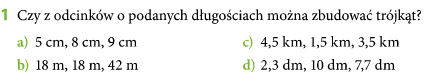 1 Czy z odcinków o podanych długościach można zbudować trójkąt?
a) 5 cm, 8 cm, 9 cm
c) 4,5 km, 1,5 km, 3,5 km
b) 18 m, 18 m, 42 m
d) 2,3 dm, 10 dm, 7,7 dm